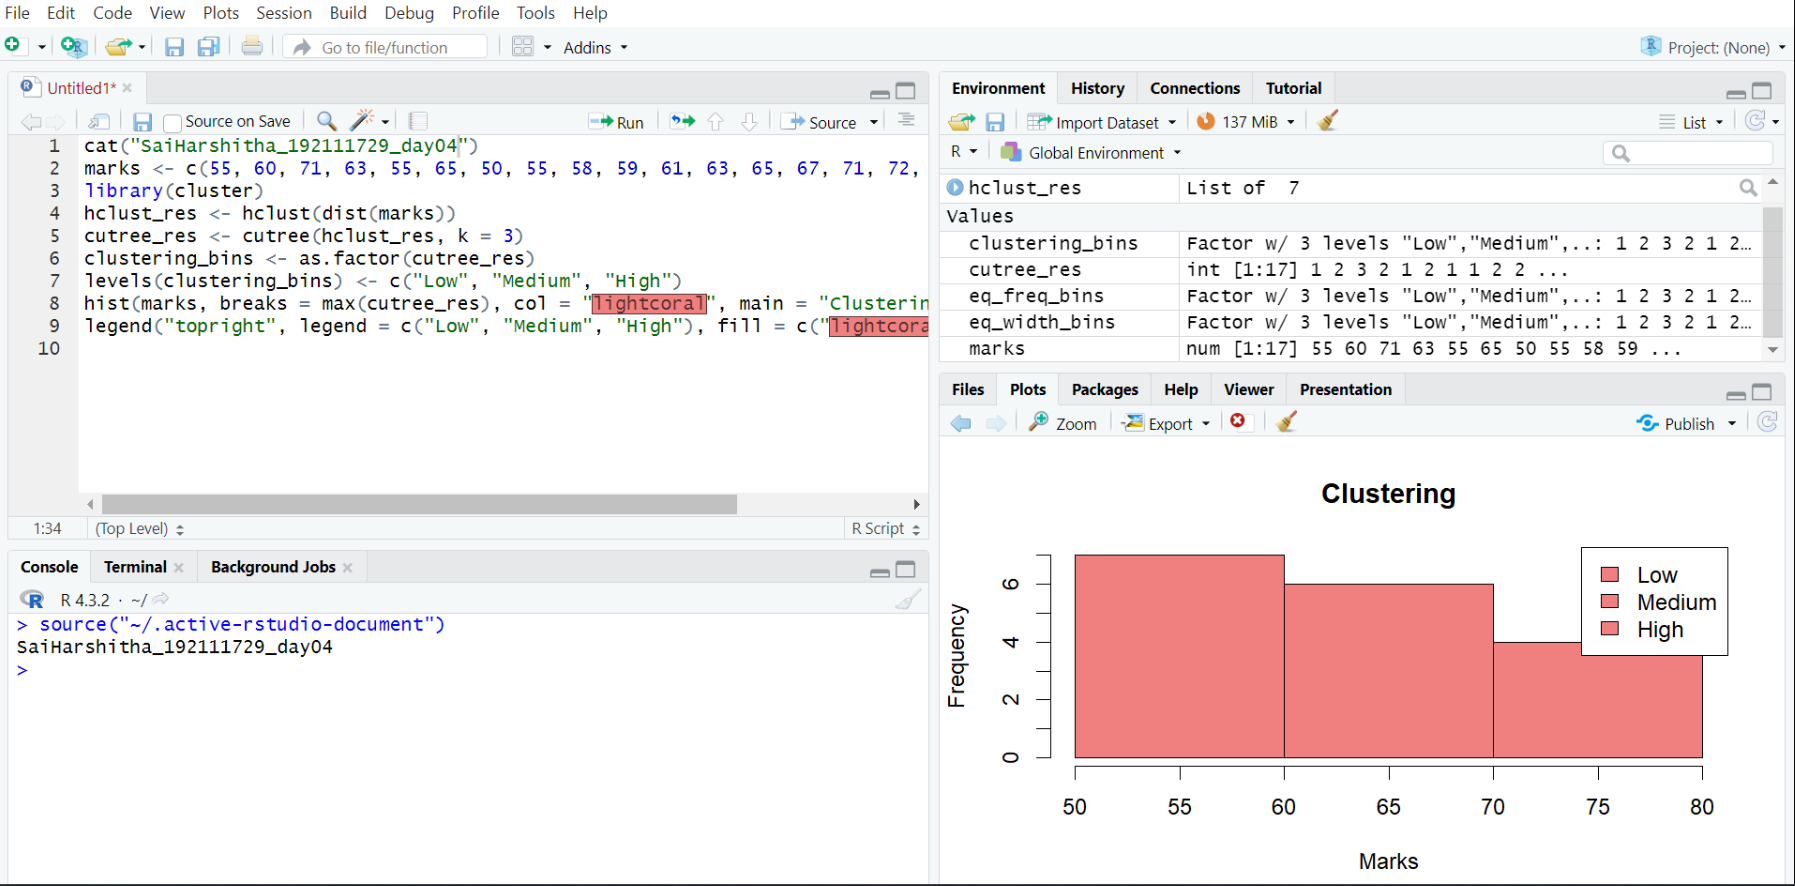 File Edit Code View Plots Session Build Debug Profile Tools Help
Go to file/function Addins Project: (None)
Untitled1*
Source on Save Run Source
1 cat("SaiHarshitha_192111729_day04")
2 marks <- c(55, 60, 71, 63, 55, 65, 50, 55, 58, 59, 61, 63, 65, 67, 71, 72,
3 library(cluster)
4 hclust_res <- hclust(dist(marks))
5 cutree_res <- cutree(hclust_res, k = 3)
6 clustering_bins <- as.factor(cutree_res)
7 levels(clustering_bins) <- c("Low", "Medium", "High")
8 hist(marks, breaks = max(cutree_res), col = "lightcoral", main = "Clusterin
9 legend("topright", legend = c("Low", "Medium", "High"), fill = c("lightcora
10
1:34 (Top Level) R Script
Console Terminal Background Jobs
R R 4.3.2 · ~/
> source("~/.active-rstudio-document")
SaiHarshitha_192111729_day04
>
Environment History Connections Tutorial
Import Dataset 137 MiB List
R Global Environment
hclust_res List of 7
Values
clustering_bins Factor w/ 3 levels "Low","Medium",..: 1 2 3 2 1 2…
cutree_res int [1:17] 1 2 3 2 1 2 1 1 2 2 ...
eq_freq_bins Factor w/ 3 levels "Low","Medium",..: 1 2 3 2 1 2…
eq_width_bins Factor w/ 3 levels "Low","Medium",..: 1 2 3 2 1 2…
marks num [1:17] 55 60 71 63 55 65 50 55 58 59 ...
Files Plots Packages Help Viewer Presentation
Zoom Export Publish
Clustering
Low
Medium
High
Frequency
6
4
2
0
50 55 60 65 70 75 80
Marks